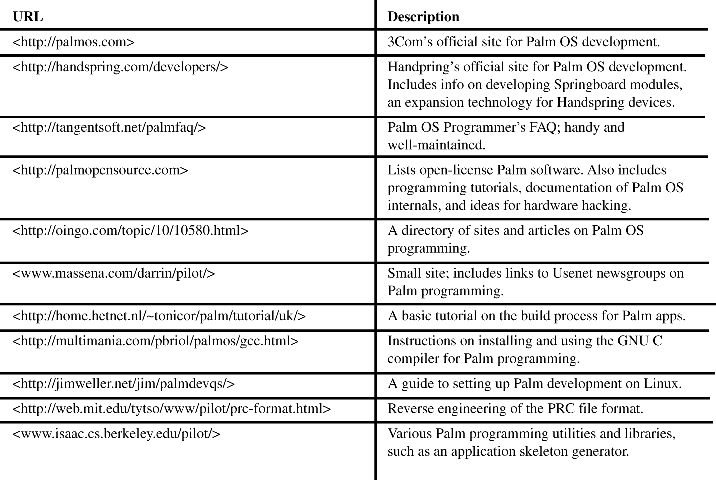 URL Description
<http://palmos.com> 3Com's official site for Palm OS development.
<http://handspring.com/developers/> Handpring's official site for Palm OS development.
Includes info on developing Springboard modules,
an expansion technology for Handspring devices.
<http://tangentsoft.net/palmfaq/> Palm OS Programmer's FAQ; handy and
well-maintained.
<http://palmopensource.com> Lists open-license Palm software. Also includes
programming tutorials, documentation of Palm OS
internals, and ideas for hardware hacking.
<http://oingo.com/topic/10/10580.html> A directory of sites and articles on Palm OS
programming.
<www.massena.com/darrin/pilot/> Small site; includes links to Usenet newsgroups on
Palm programming.
<http://home.hetnet.nl/~tonicor/palm/tutorial/uk/> A basic tutorial on the build process for Palm apps.
<http://multimania.com/pbriol/palmos/gcc.html> Instructions on installing and using the GNU C
compiler for Palm programming.
<http://jimweller.net/jim/palmdevqs/> A guide to setting up Palm development on Linux.
<http://web.mit.edu/tytso/www/pilot/prc-format.html> Reverse engineering of the PRC file format.
<www.isaac.cs.berkeley.edu/pilot/> Various Palm programming utilities and libraries,
such as an application skeleton generator.